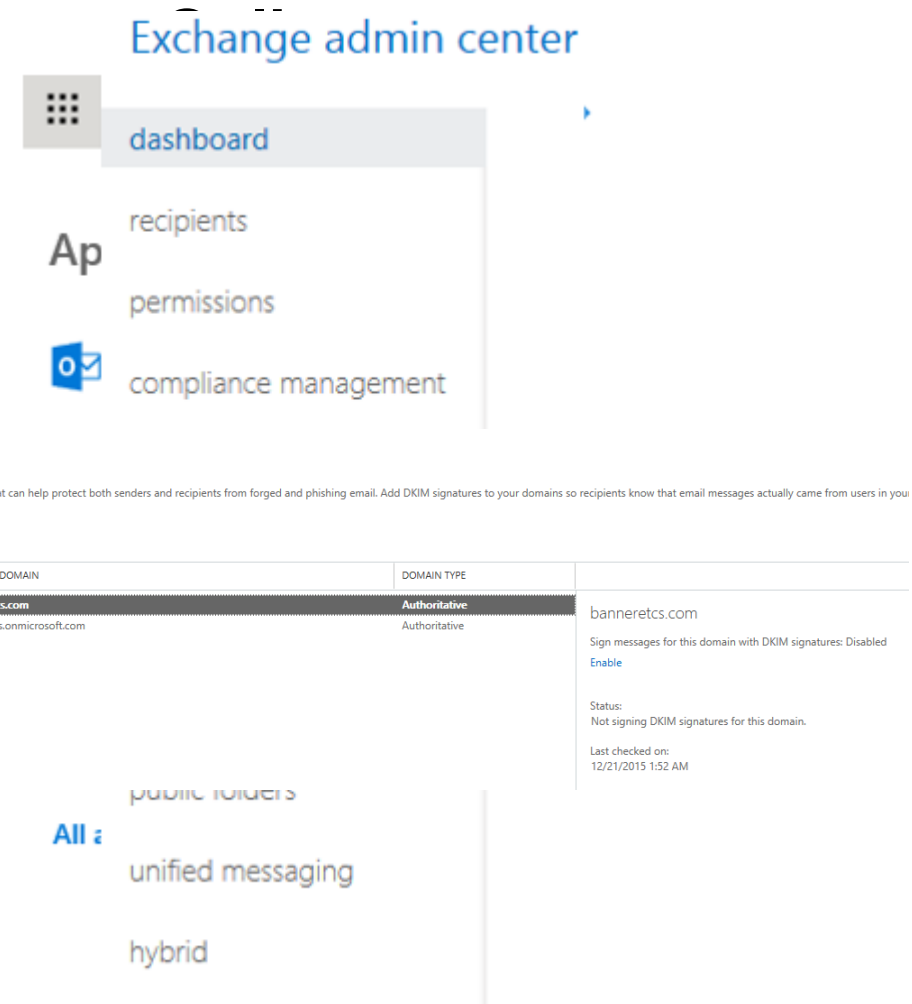 Exchange admin center
dashboard
recipients
Ap
permissions
compliance management
can help protect both senders and recipients from forged and phishing email. Add DKIM signatures to your domains so recipients know that email messages actually came from users in your
DOMAIN DOMAIN TYPE
s.com Authoritative
banneretcs.com
s.onmicrosoft.com Authoritative
Sign messages for this domain with DKIM signatures: Disabled
Enable
Status:
Not signing DKIM signatures for this domain.
Last checked on:
12/21/2015 1:52 AM
public folders
All
unified messaging
hybrid